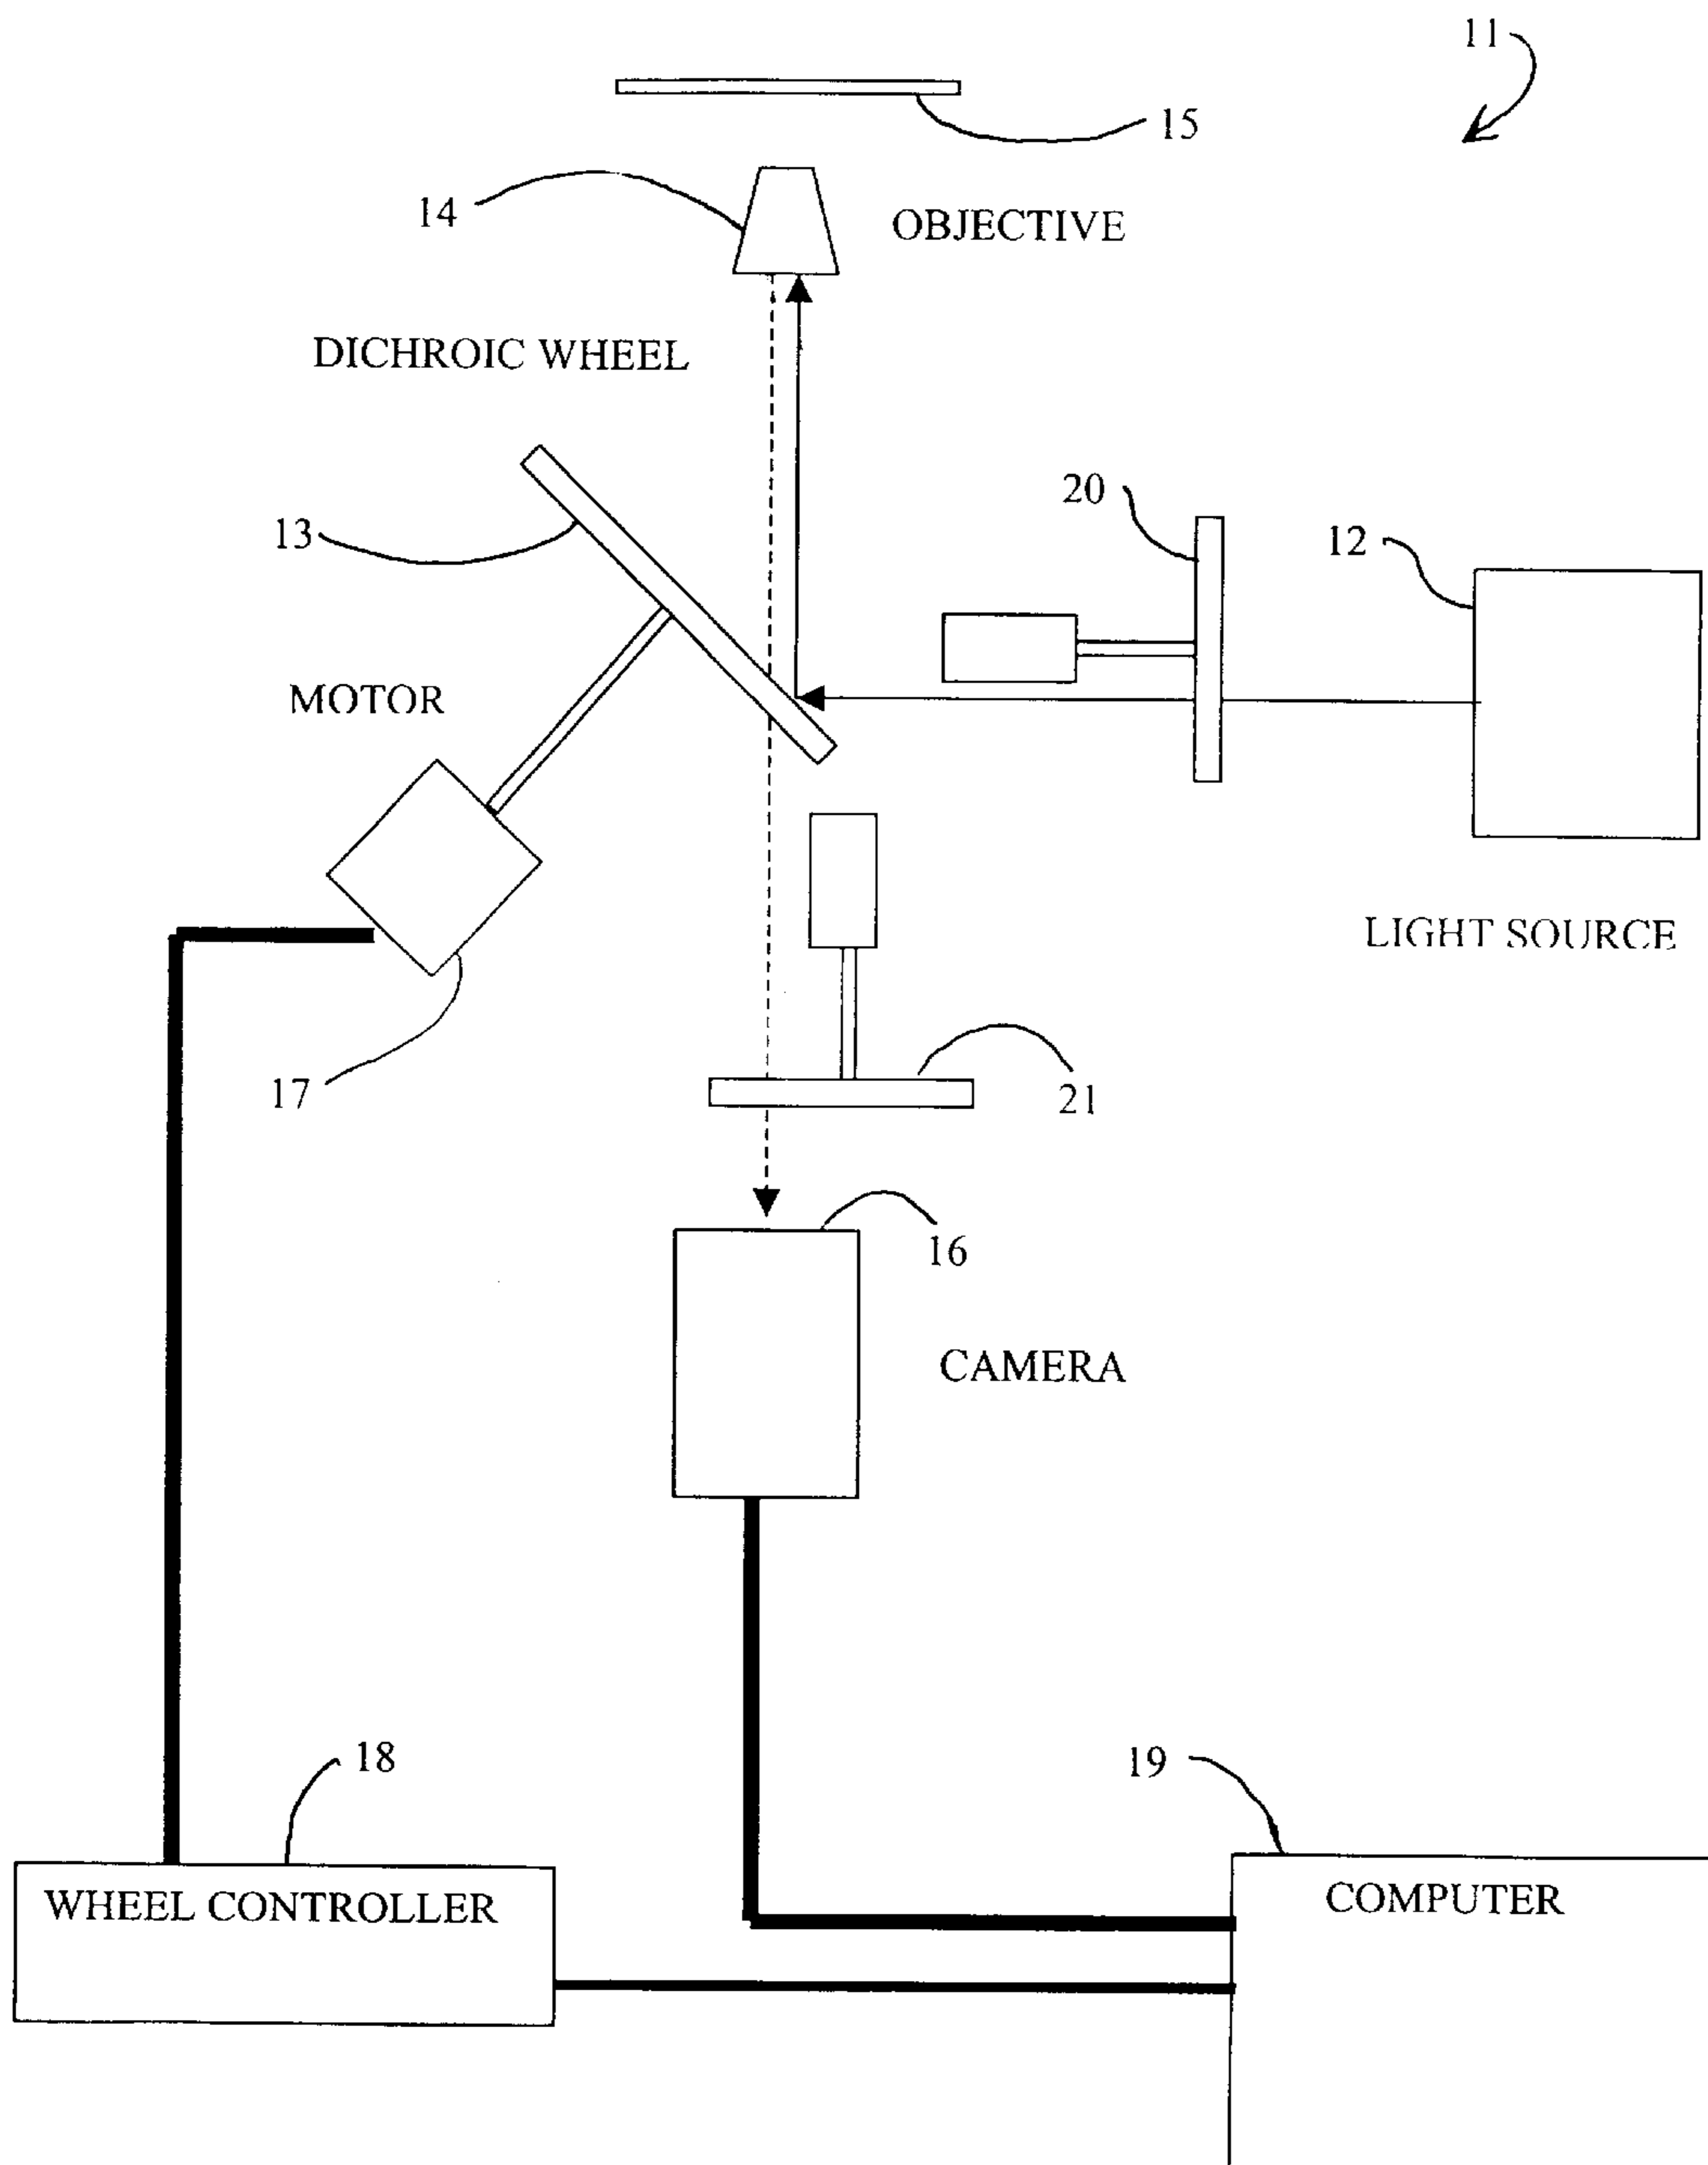 11
15
14
OBJECTIVE
DICHROIC WHEEL
20
13
12
MOTOR
LIGHT SOURCE
17
21
16
CAMERA
18
19
WHEEL CONTROLLER
COMPUTER